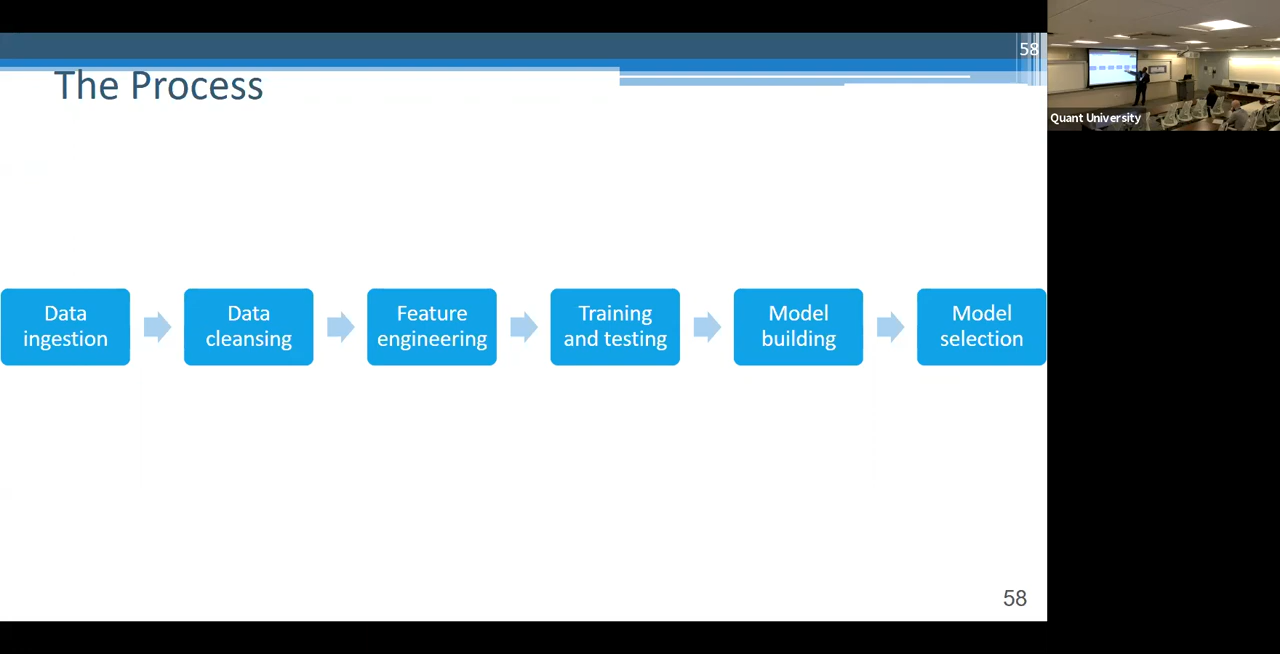 58
The Process
Quant University
Data
ingestion
Data
cleansing
Feature
engineering
Training
and testing
Model
building
Model
selection
58